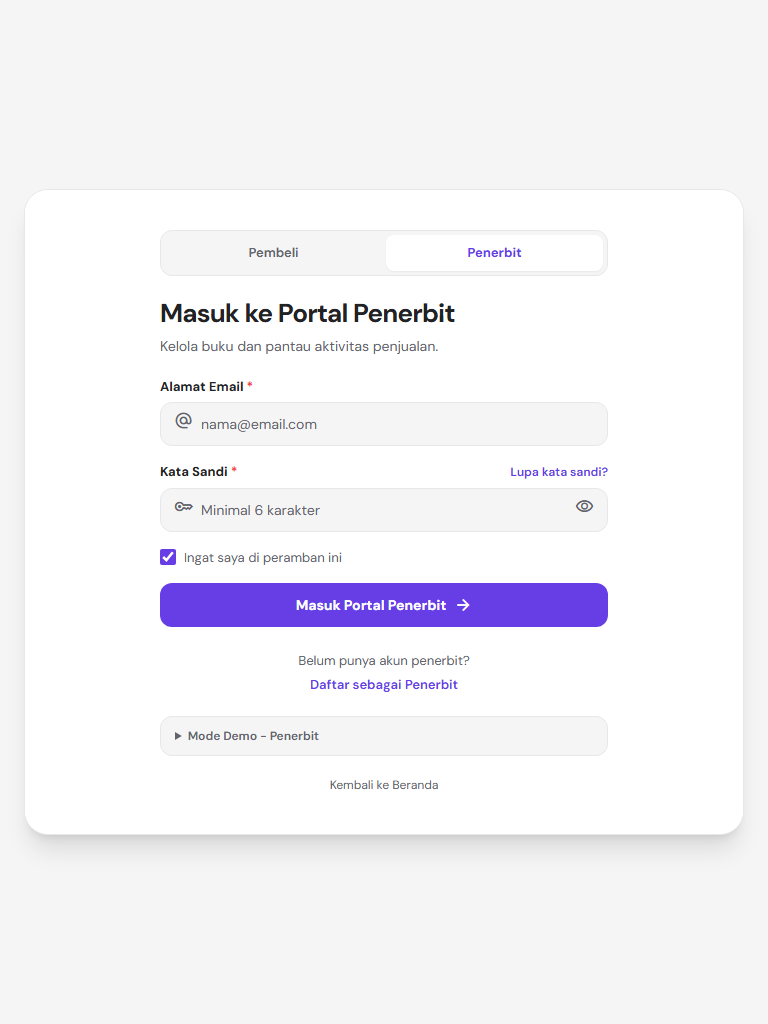 Pembeli
Penerbit
Masuk ke Portal Penerbit
Kelola buku dan pantau aktivitas penjualan.
Alamat Email *
nama@email.com
Kata Sandi *
Lupa kata sandi?
Minimal 6 karakter
Ingat saya di peramban ini
Masuk Portal Penerbit →
Belum punya akun penerbit?
Daftar sebagai Penerbit
Mode Demo - Penerbit
Kembali ke Beranda